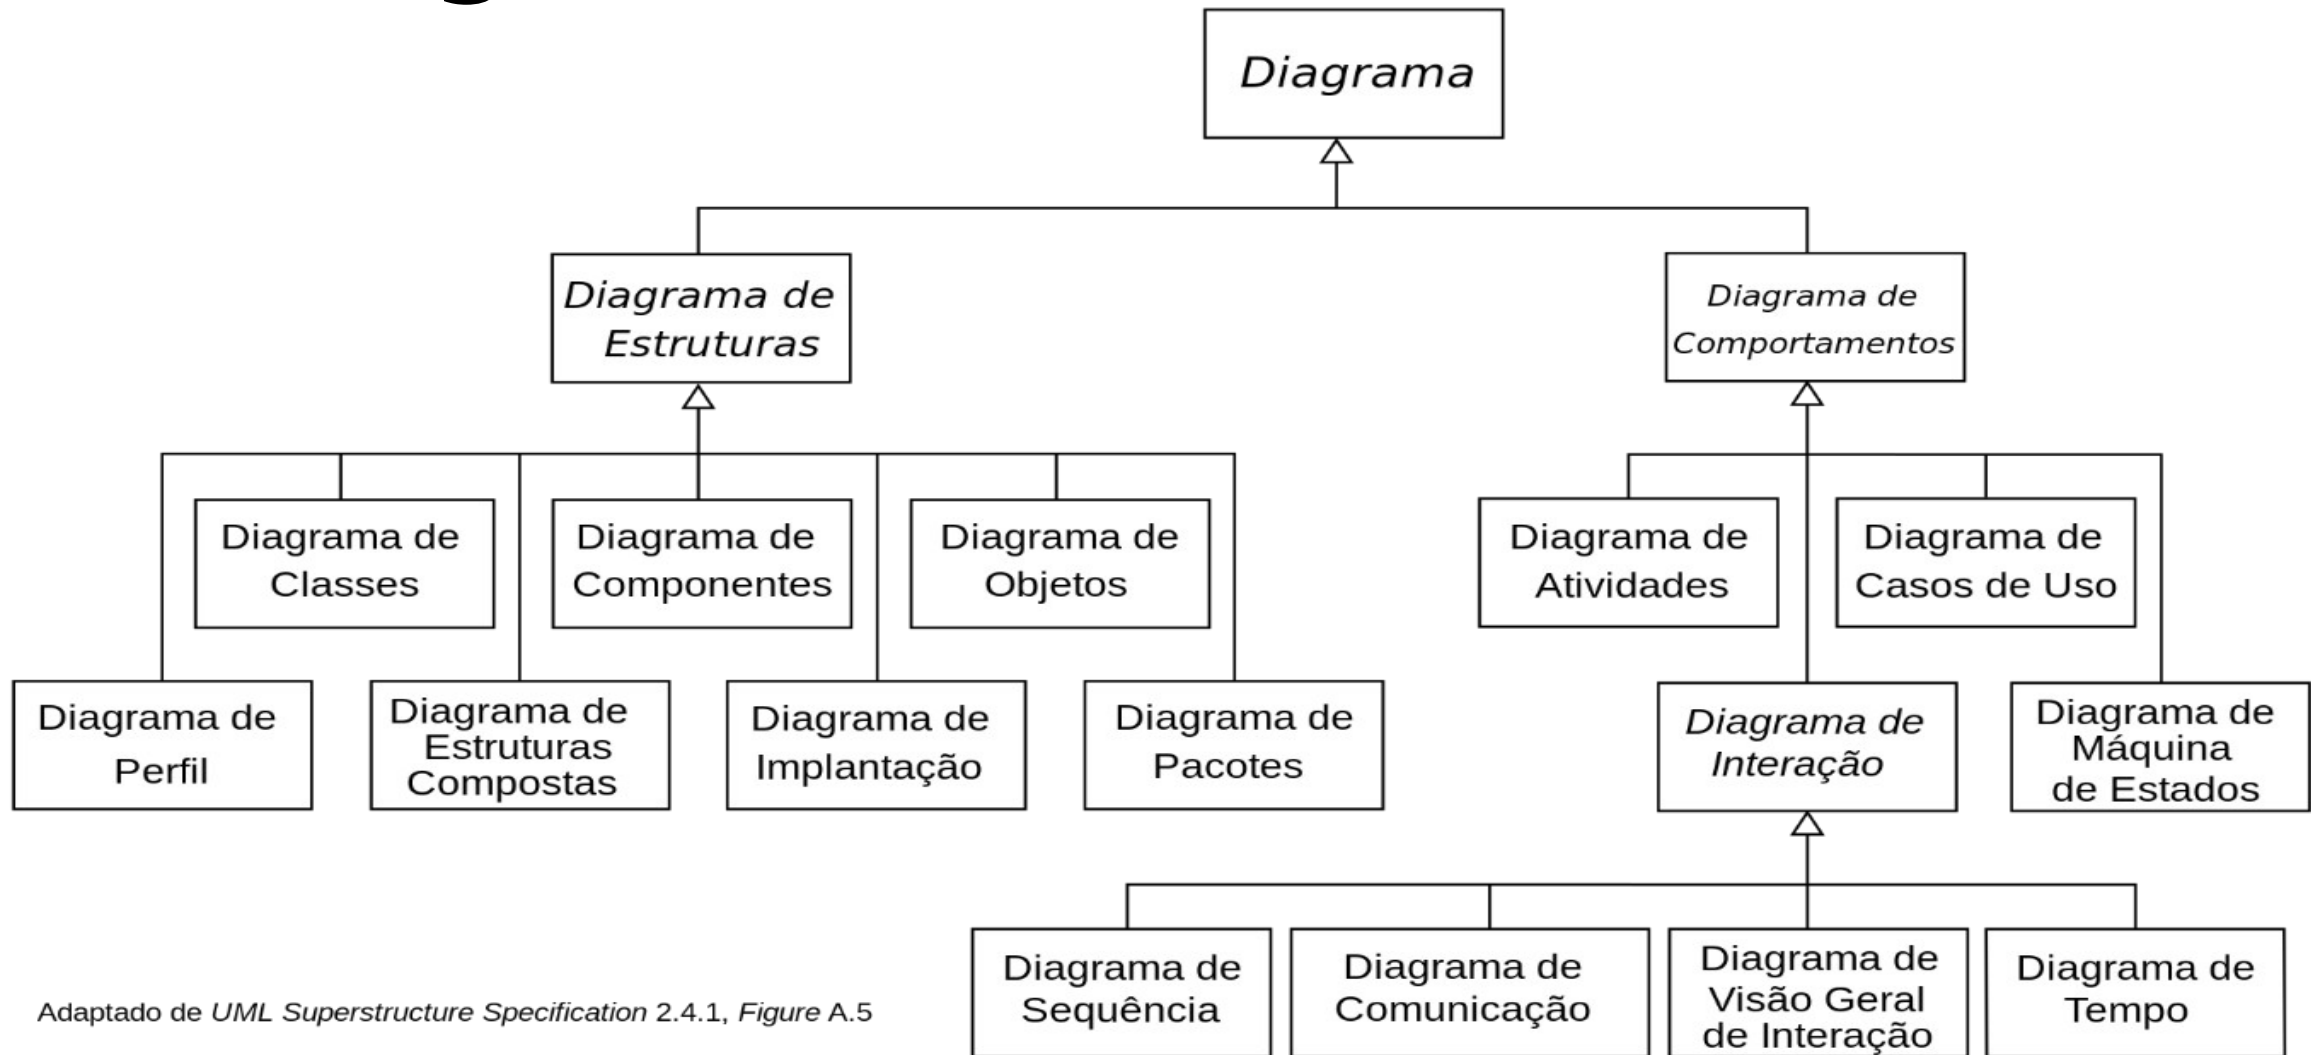 Diagrama
Diagrama de
Estruturas
Diagrama de
Comportamentos
Diagrama de
Classes
Diagrama de
Componentes
Diagrama de
Objetos
Diagrama de
Atividades
Diagrama de
Casos de Uso
Diagrama de
Perfil
Diagrama de
Estruturas
Compostas
Diagrama de
Implantação
Diagrama de
Pacotes
Diagrama de
Interação
Diagrama de
Máquina
de Estados
Diagrama de
Sequência
Diagrama de
Comunicação
Diagrama de
Visão Geral
de Interação
Diagrama de
Tempo
Adaptado de UML Superstructure Specification 2.4.1, Figure A.5